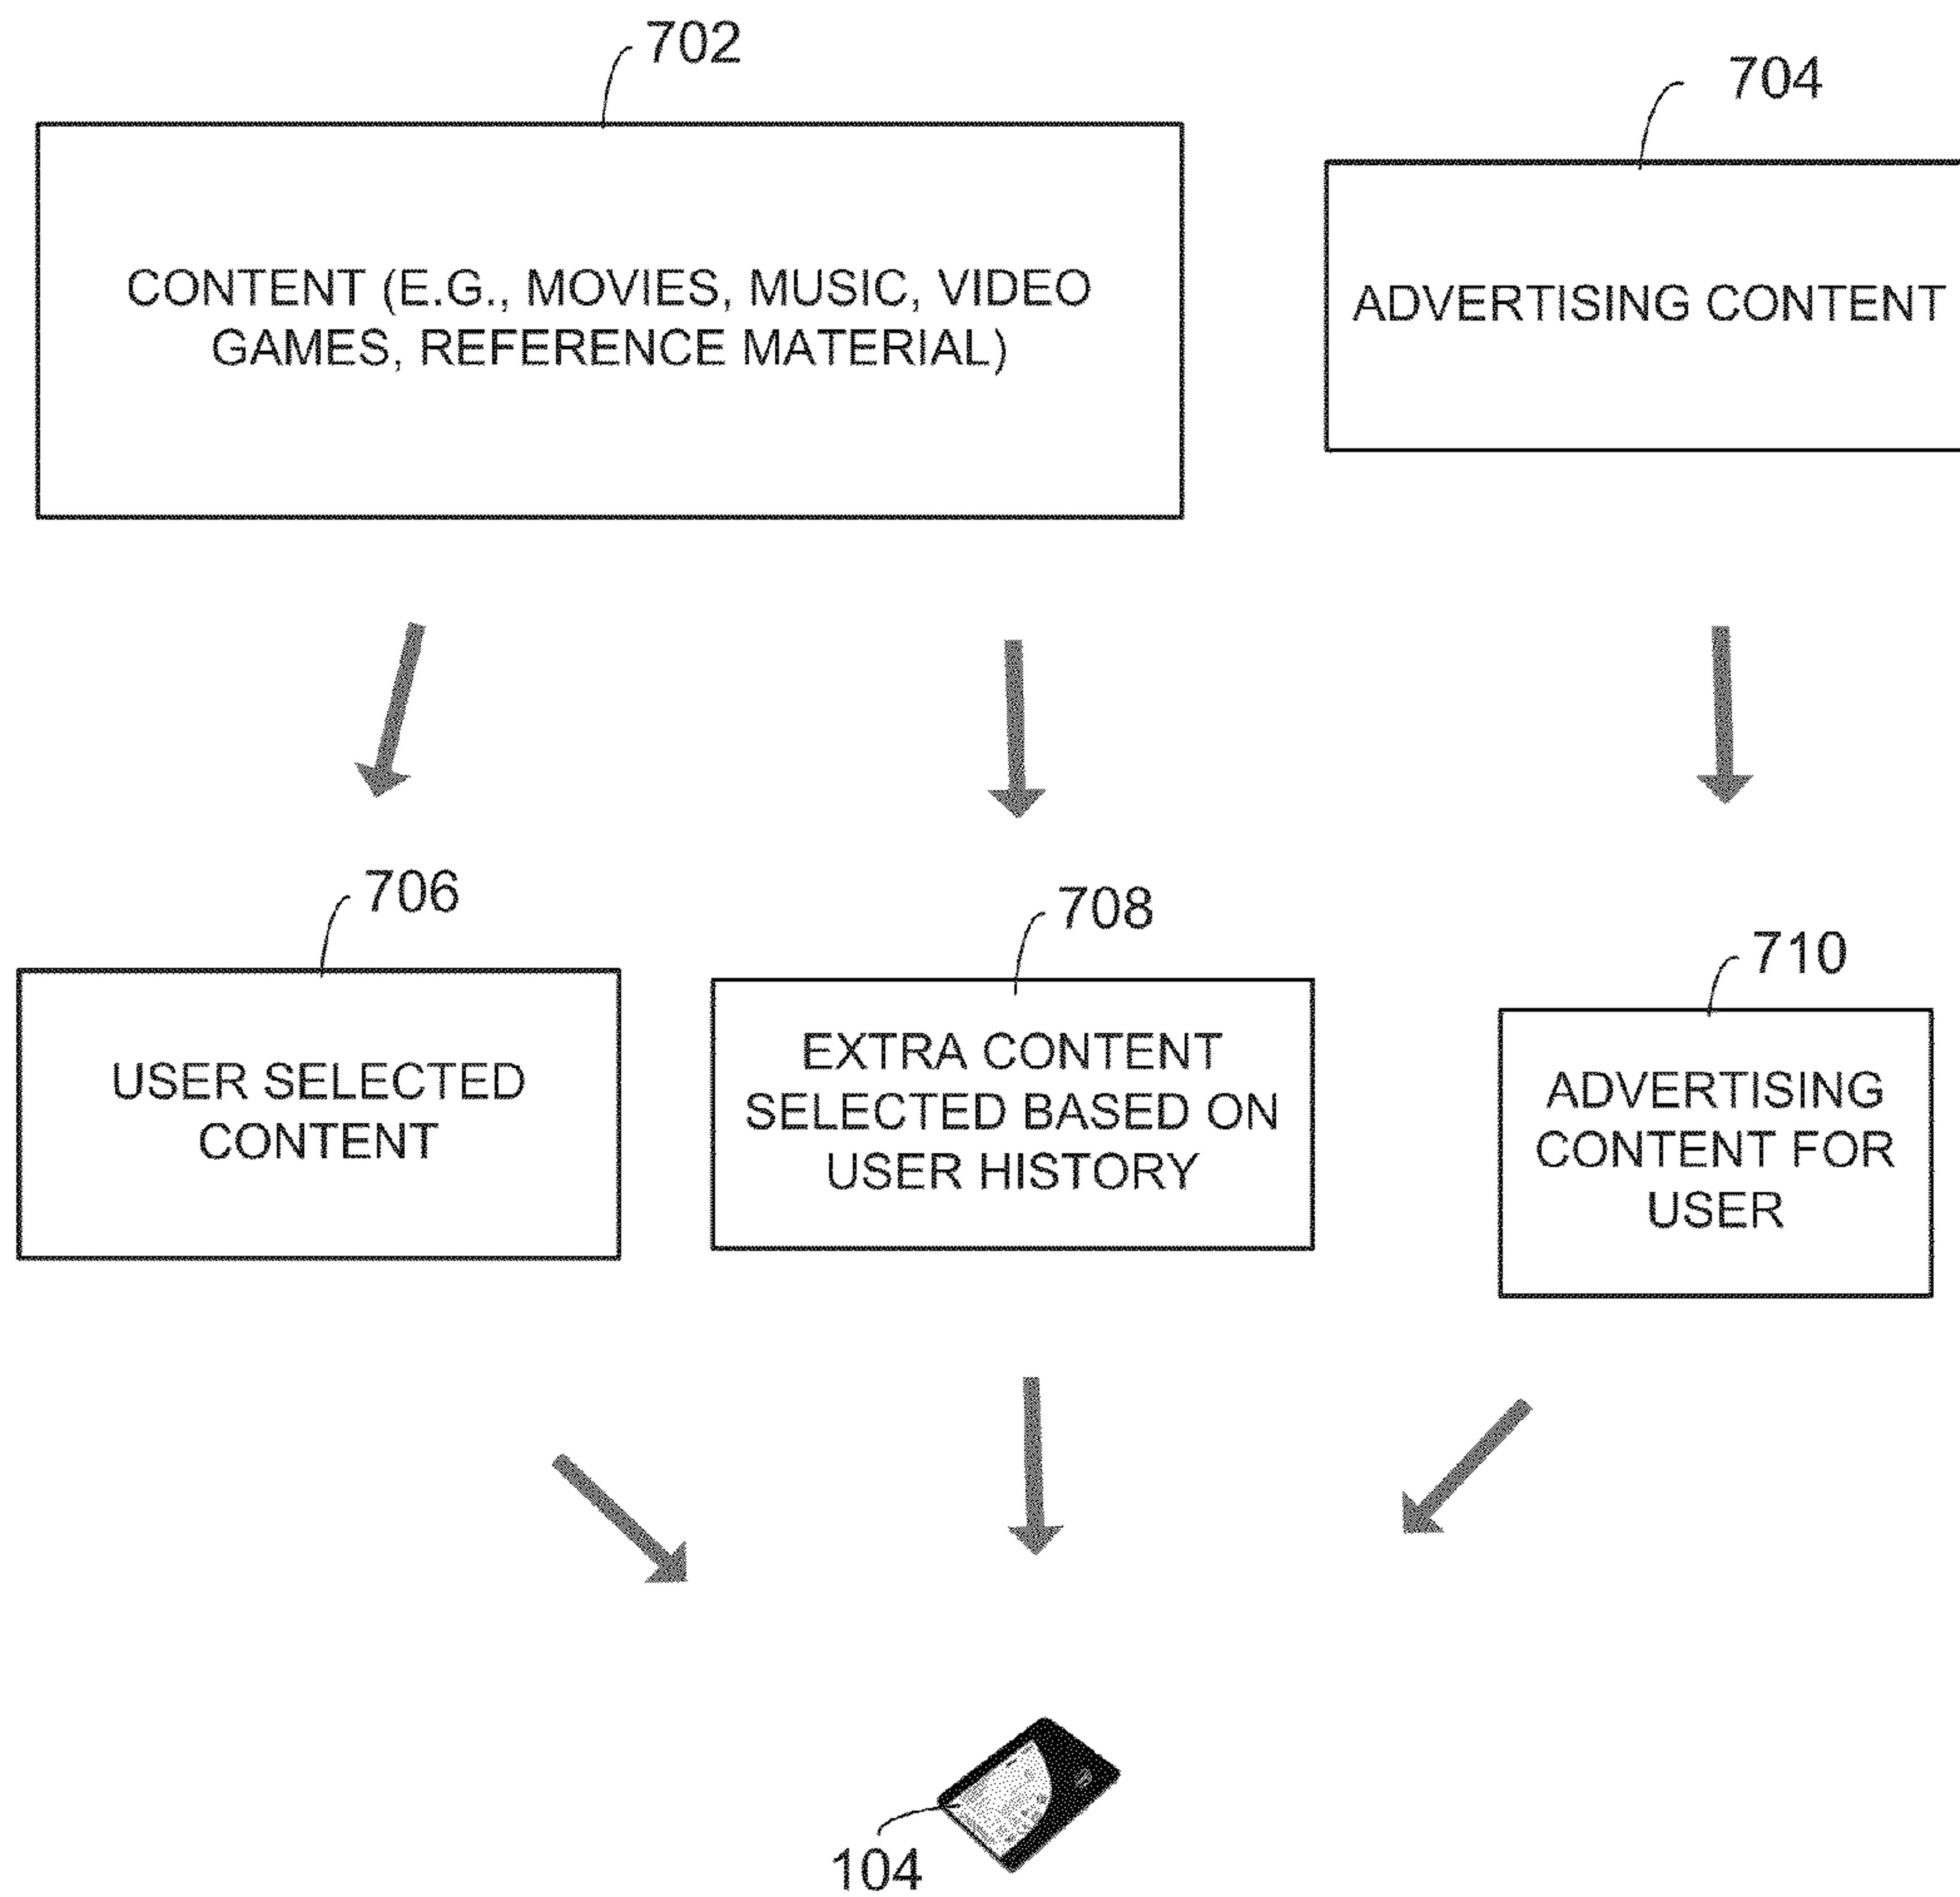 702
704
CONTENT (E.G., MOVIES, MUSIC, VIDEO
GAMES, REFERENCE MATERIAL)
ADVERTISING CONTENT
706
708
710
USER SELECTED
CONTENT
EXTRA CONTENT
SELECTED BASED ON
USER HISTORY
ADVERTISING
CONTENT FOR
USER
104